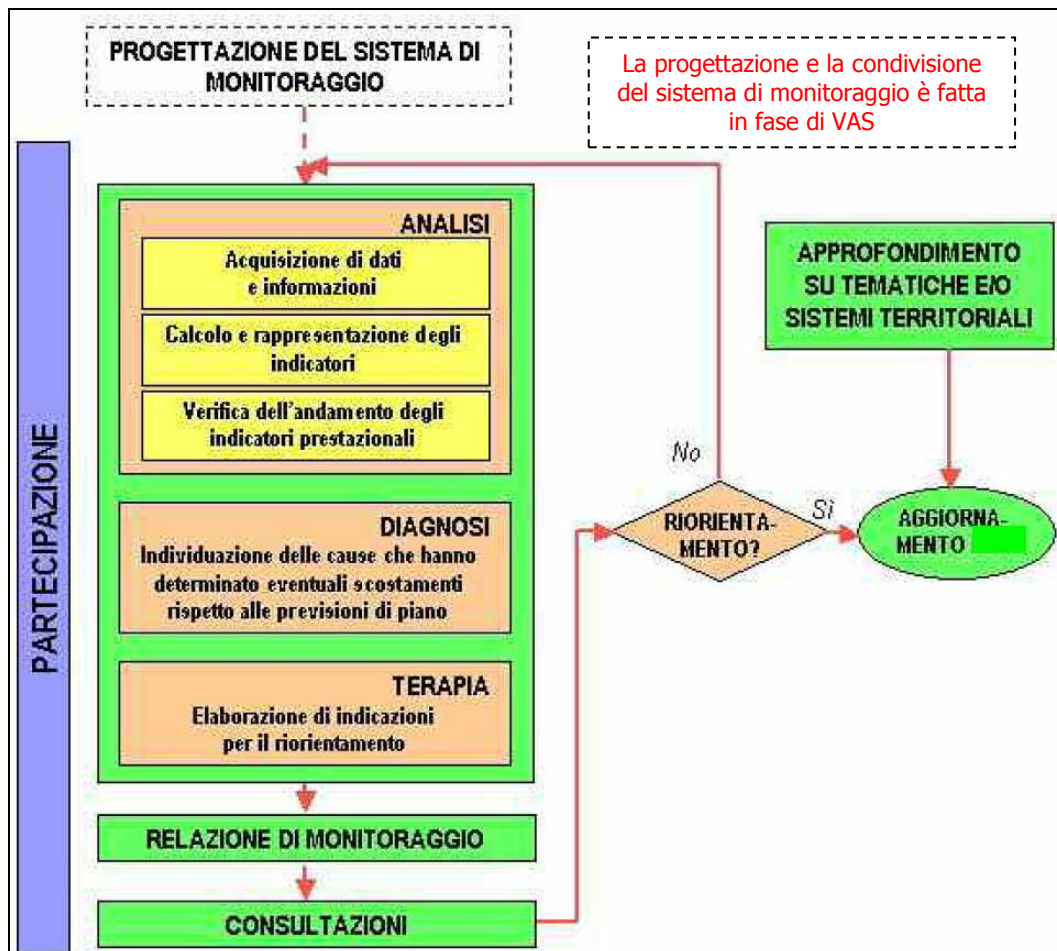 PROGETTAZIONE DEL SISTEMA DI
MONITORAGGIO
La progettazione e la condivisione
del sistema di monitoraggio è fatta
in fase di VAS
PARTECIPAZIONE
ANALISI
Acquisizione di dati
e informazioni
Calcolo e rappresentazione degli
indicatori
Verifica dell'andamento degli
indicatori prestazionali
DIAGNOSI
Individuazione delle cause che hanno
determinato eventuali scostamenti
rispetto alle previsioni di piano
TERAPIA
Elaborazione di indicazioni
per il riorientamento
RELAZIONE DI MONITORAGGIO
CONSULTAZIONI
No
RIORIENTA-
MENTO?
Sì
APPROFONDIMENTO
SU TEMATICHE E/O
SISTEMI TERRITORIALI
AGGIORNA-
MENTO